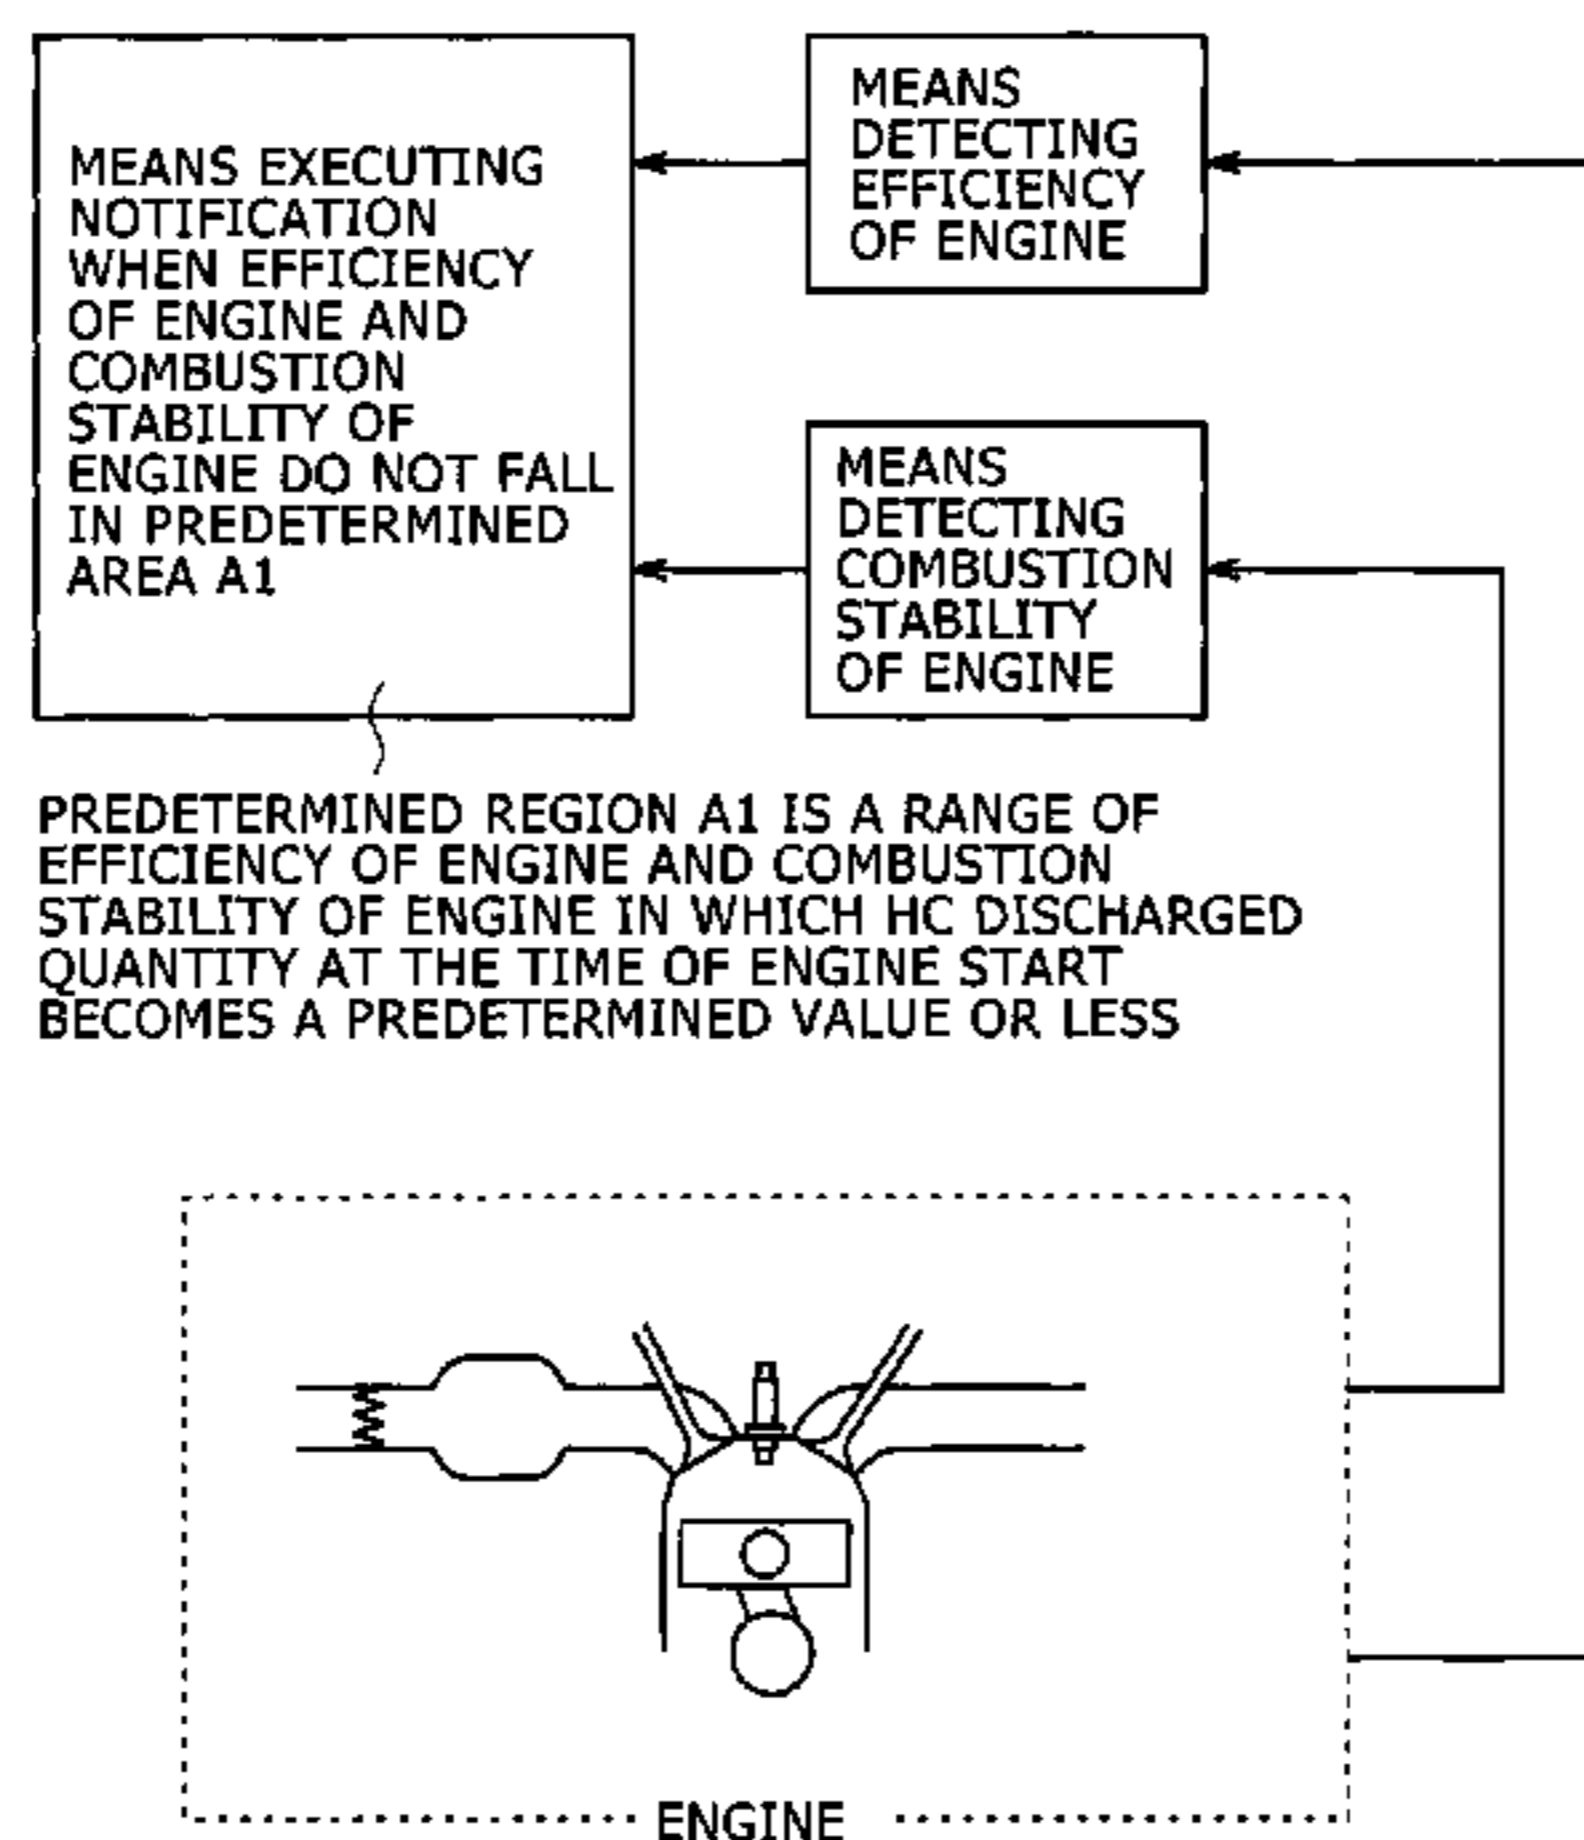 MEANS EXECUTING
NOTIFICATION
WHEN EFFICIENCY
OF ENGINE AND
COMBUSTION
STABILITY OF
ENGINE DO NOT FALL
IN PREDETERMINED
AREA A1
MEANS
DETECTING
EFFICIENCY
OF ENGINE
MEANS
DETECTING
COMBUSTION
STABILITY
OF ENGINE
PREDETERMINED REGION A1 IS A RANGE OF
EFFICIENCY OF ENGINE AND COMBUSTION
STABILITY OF ENGINE IN WHICH HC DISCHARGED
QUANTITY AT THE TIME OF ENGINE START
BECOMES A PREDETERMINED VALUE OR LESS
ENGINE